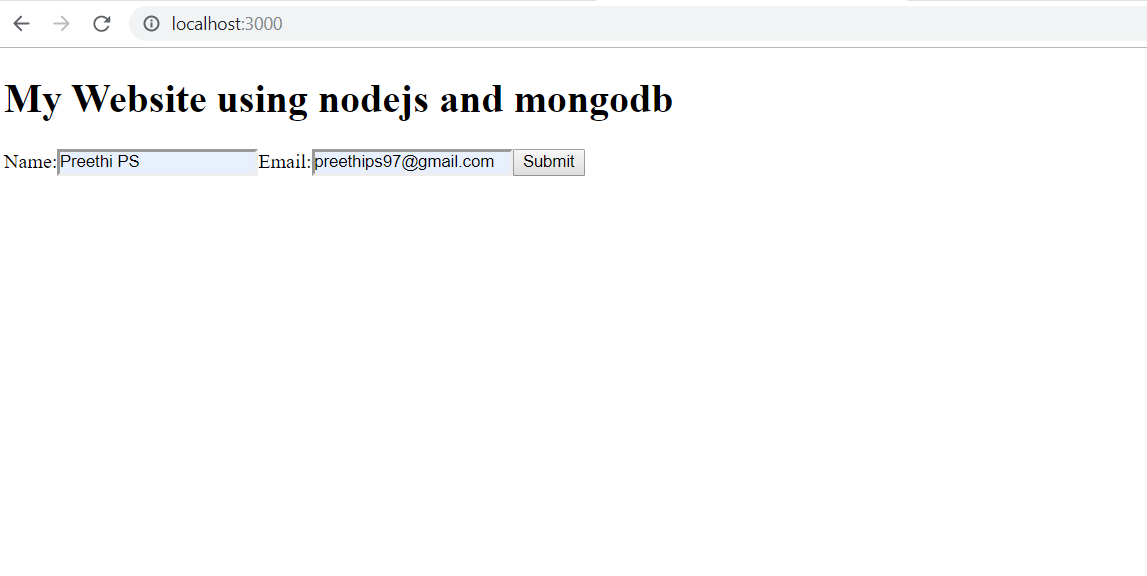 localhost:3000
My Website using nodejs and mongodb
Name:Preethi PS Email:preethips97@gmail.com Submit